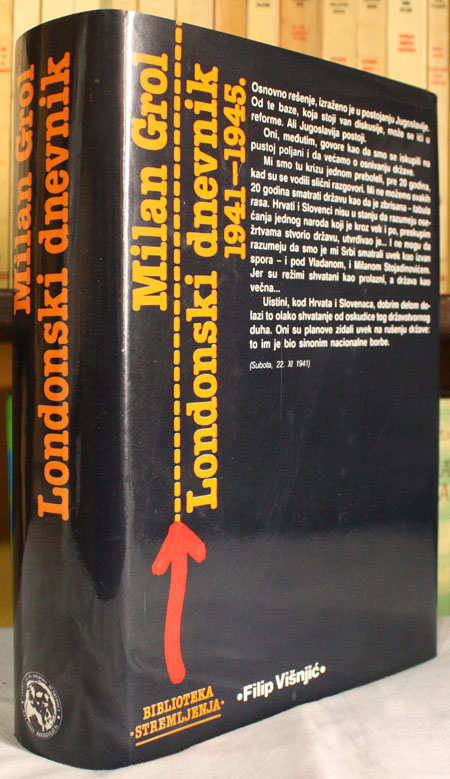 Milan Grol
Londonski dnevnik
Milan Grol
Londonski dnevnik
1941–1945.
Osnovno rešenje, izraženo je u postojanju Jugoslavije.
Od te baze, koja stoji van diskusije, može se ići u
reforme. Ali Jugoslavija postoji.
Oni, međutim, govore kao da smo se iskupili na
pustoj poljani i da većamo o osnivanju države.
Mi smo tu krizu jednom preboleli, pre 20 godina,
kad su se vodili slični razgovori. Mi ne možemo svakih
20 godina smatrati državu kao da je zbrisana – tabula
rasa. Hrvati i Slovenci nisu u stanju da razumeju ose-
ćanja jednog naroda koji je kroz vek i po, preskupim
žrtvama stvorio državu, utvrđivao je... I ne mogu da
razumeju da smo je mi Srbi smatrali uvek kao izvan
spora – i pod Vladanom, i Milanom Stojadinovićem.
Jer su režimi shvatani kao prolazni, a država kao
večna...
Uistini, kod Hrvata i Slovenaca, dobrim delom do-
lazi to olako shvatanje od oskudice tog državotvornog
duha. Oni su planove zidali uvek na rušenju države:
to im je bio sinonim nacionalne borbe.
(Subota, 22. XI 1941)
BIBLIOTEKA
·STREMLJENJA·
·Filip Višnjić·